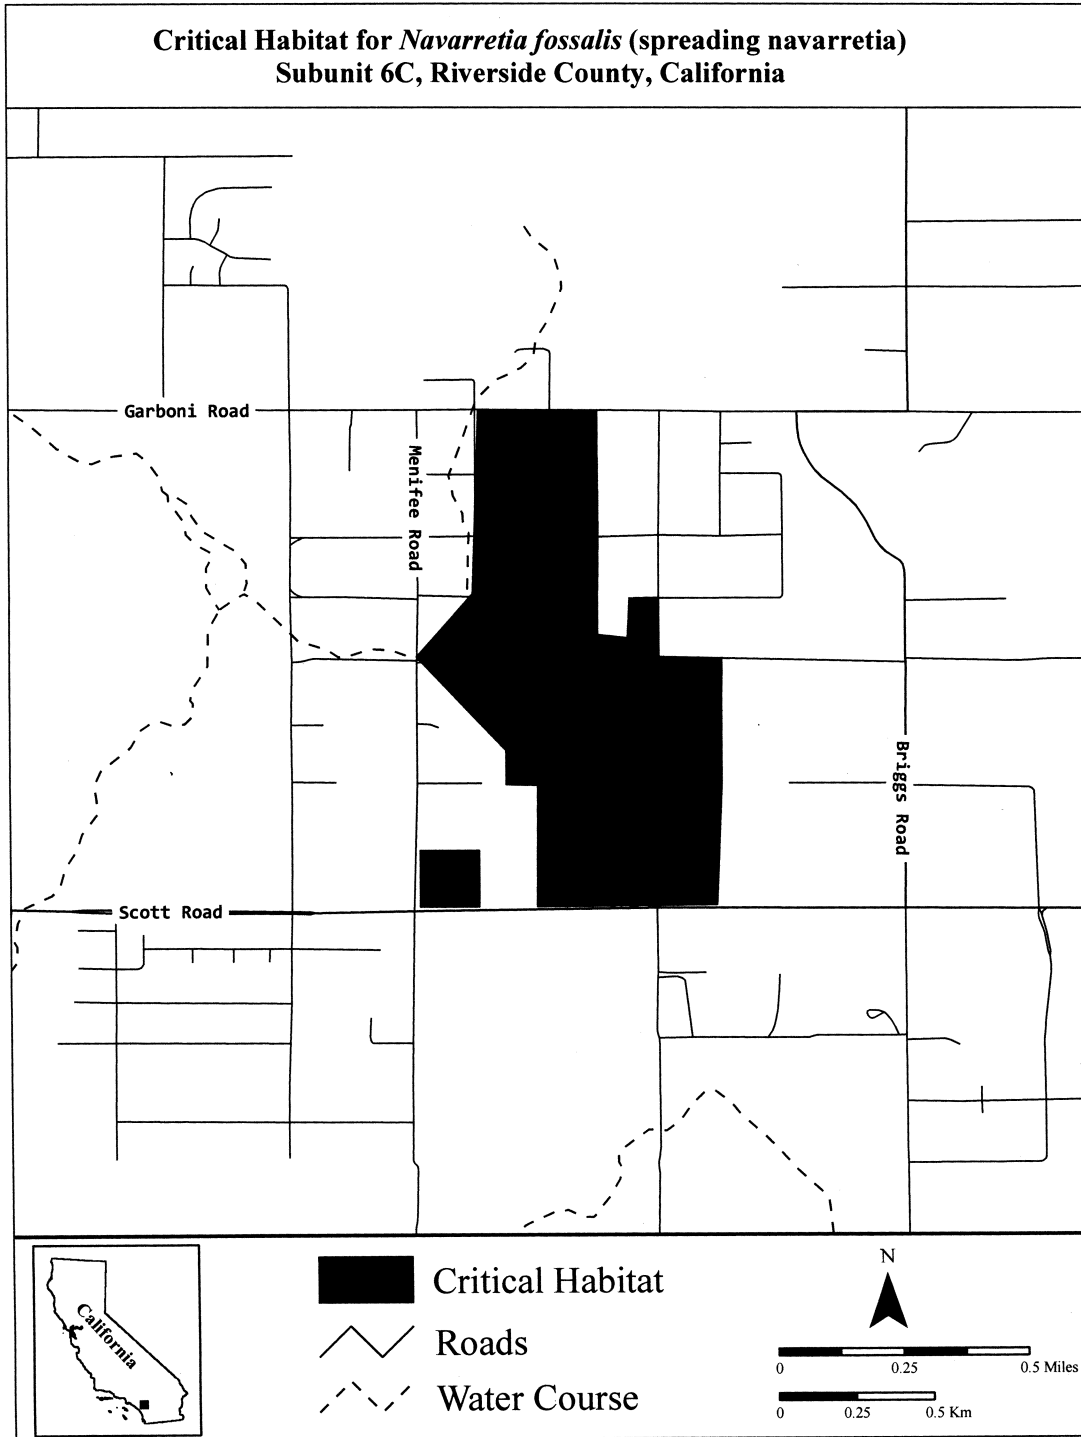 Critical Habitat for Navarretia fossalis (spreading navarretia)
Subunit 6C, Riverside County, California
Garboni Road
Menifee Road
Briggs Road
Scott Road
California
Critical Habitat
Roads
Water Course
N
0 0.25 0.5 Miles
0 0.25 0.5 Km